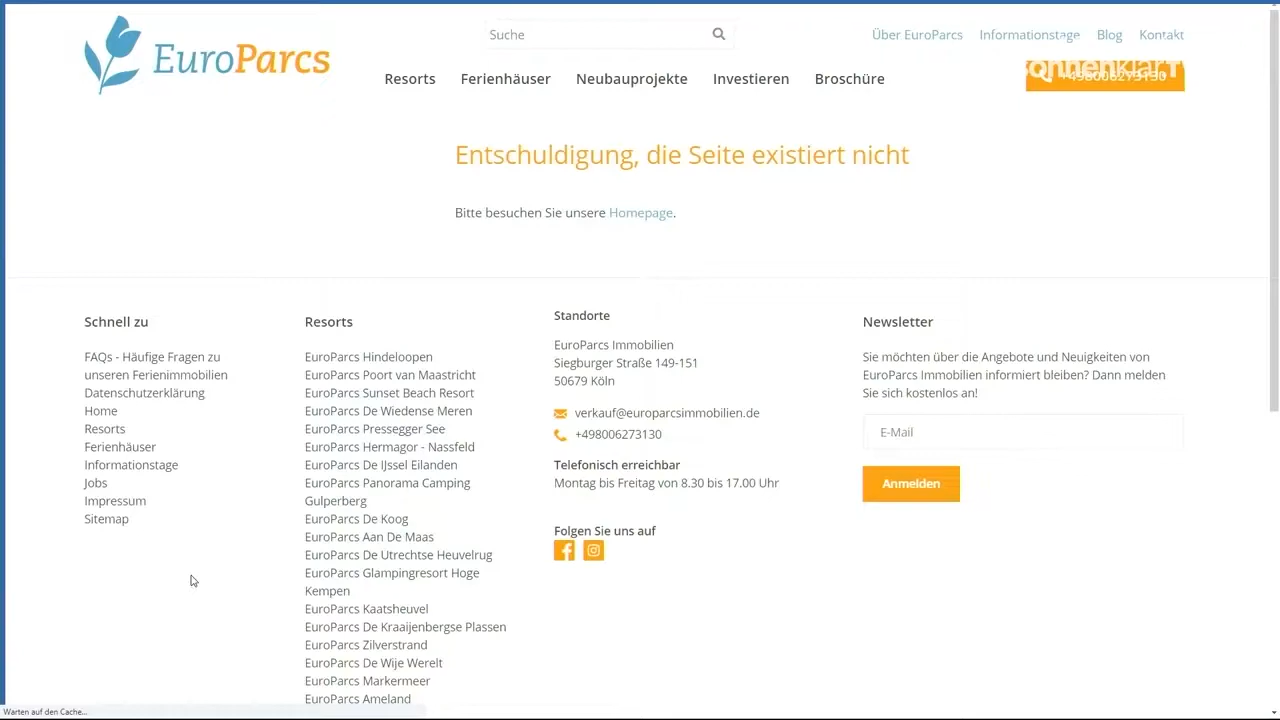 EuroParcs
Suche
Über EuroParcs Informationstage Blog Kontakt
Resorts Ferienhäuser Neubauprojekte Investieren Broschüre
+498006273130
Entschuldigung, die Seite existiert nicht
Bitte besuchen Sie unsere Homepage.
Schnell zu
FAQs - Häufige Fragen zu
unseren Ferienimmobilien
Datenschutzerklärung
Home
Resorts
Ferienhäuser
Informationstage
Jobs
Impressum
Sitemap
Resorts
EuroParcs Hindeloopen
EuroParcs Poort van Maastricht
EuroParcs Sunset Beach Resort
EuroParcs De Wiedense Meren
EuroParcs Pressegger See
EuroParcs Hermagor - Nassfeld
EuroParcs De IJssel Eilanden
EuroParcs Panorama Camping
Gulperberg
EuroParcs De Koog
EuroParcs Aan De Maas
EuroParcs De Utrechtse Heuvelrug
EuroParcs Glampingresort Hoge
Kempen
EuroParcs Kaatsheuvel
EuroParcs De Kraaijenbergse Plassen
EuroParcs Zilverstrand
EuroParcs De Wije Werelt
EuroParcs Markermeer
EuroParcs Ameland
Standorte
EuroParcs Immobilien
Siegburger Straße 149-151
50679 Köln
verkauf@europarcsimmobilien.de
+498006273130
Telefonisch erreichbar
Montag bis Freitag von 8.30 bis 17.00 Uhr
Folgen Sie uns auf
Newsletter
Sie möchten über die Angebote und Neuigkeiten von
EuroParcs Immobilien informiert bleiben? Dann melden
Sie sich kostenlos an!
E-Mail
Anmelden
Warten auf den Cache...